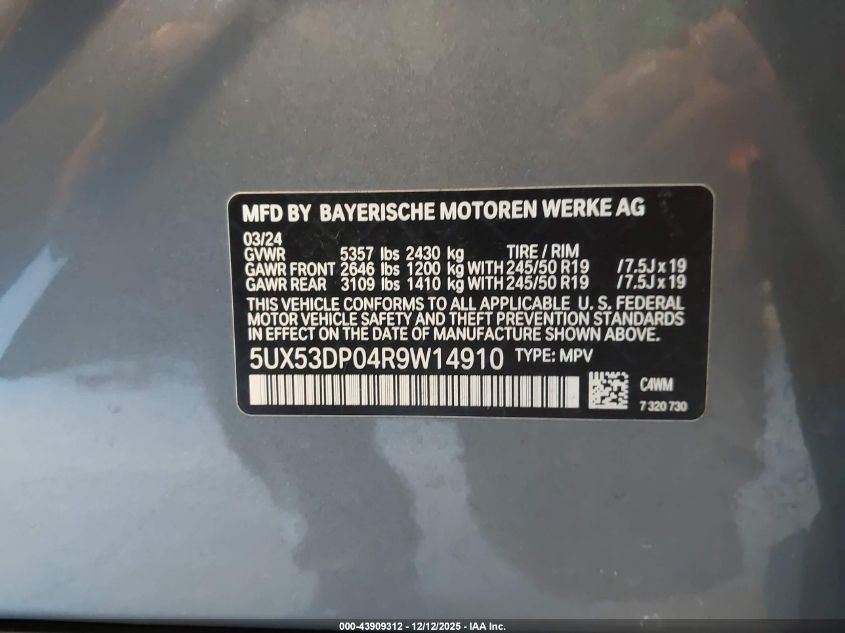 MFD BY BAYERISCHE MOTOREN WERKE AG
03/24
GVWR 5357 lbs 2430 kg TIRE / RIM
GAWR FRONT 2646 lbs 1200 kg WITH 245/50 R19 /7.5J x 19
GAWR REAR 3109 lbs 1410 kg WITH 245/50 R19 /7.5J x 19
THIS VEHICLE CONFORMS TO ALL APPLICABLE U. S. FEDERAL
MOTOR VEHICLE SAFETY AND THEFT PREVENTION STANDARDS
IN EFFECT ON THE DATE OF MANUFACTURE SHOWN ABOVE.
5UX53DP04R9W14910 TYPE: MPV
C4WM
7 320 730
000-43909312 - 12/12/2025 - IAA Inc.